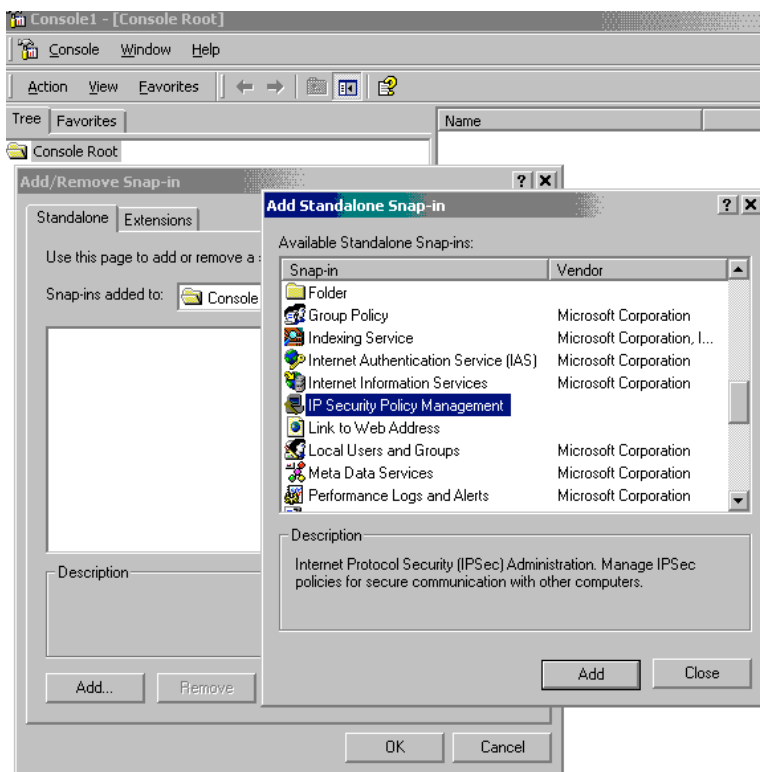 Console1 - [Console Root]
Console Window Help
Action View Favorites
Tree Favorites
Name
Console Root
Add/Remove Snap-in
Standalone Extensions
Use this page to add or remove a
Snap-ins added to: Console
Description
Add... Remove
OK Cancel
Add Standalone Snap-in
Available Standalone Snap-ins:
Snap-in Vendor
Folder
Group Policy Microsoft Corporation
Indexing Service Microsoft Corporation, I...
Internet Authentication Service (IAS) Microsoft Corporation
Internet Information Services Microsoft Corporation
IP Security Policy Management
Link to Web Address
Local Users and Groups Microsoft Corporation
Meta Data Services Microsoft Corporation
Performance Logs and Alerts Microsoft Corporation
Description
Internet Protocol Security (IPSec) Administration. Manage IPSec
policies for secure communication with other computers.
Add Close